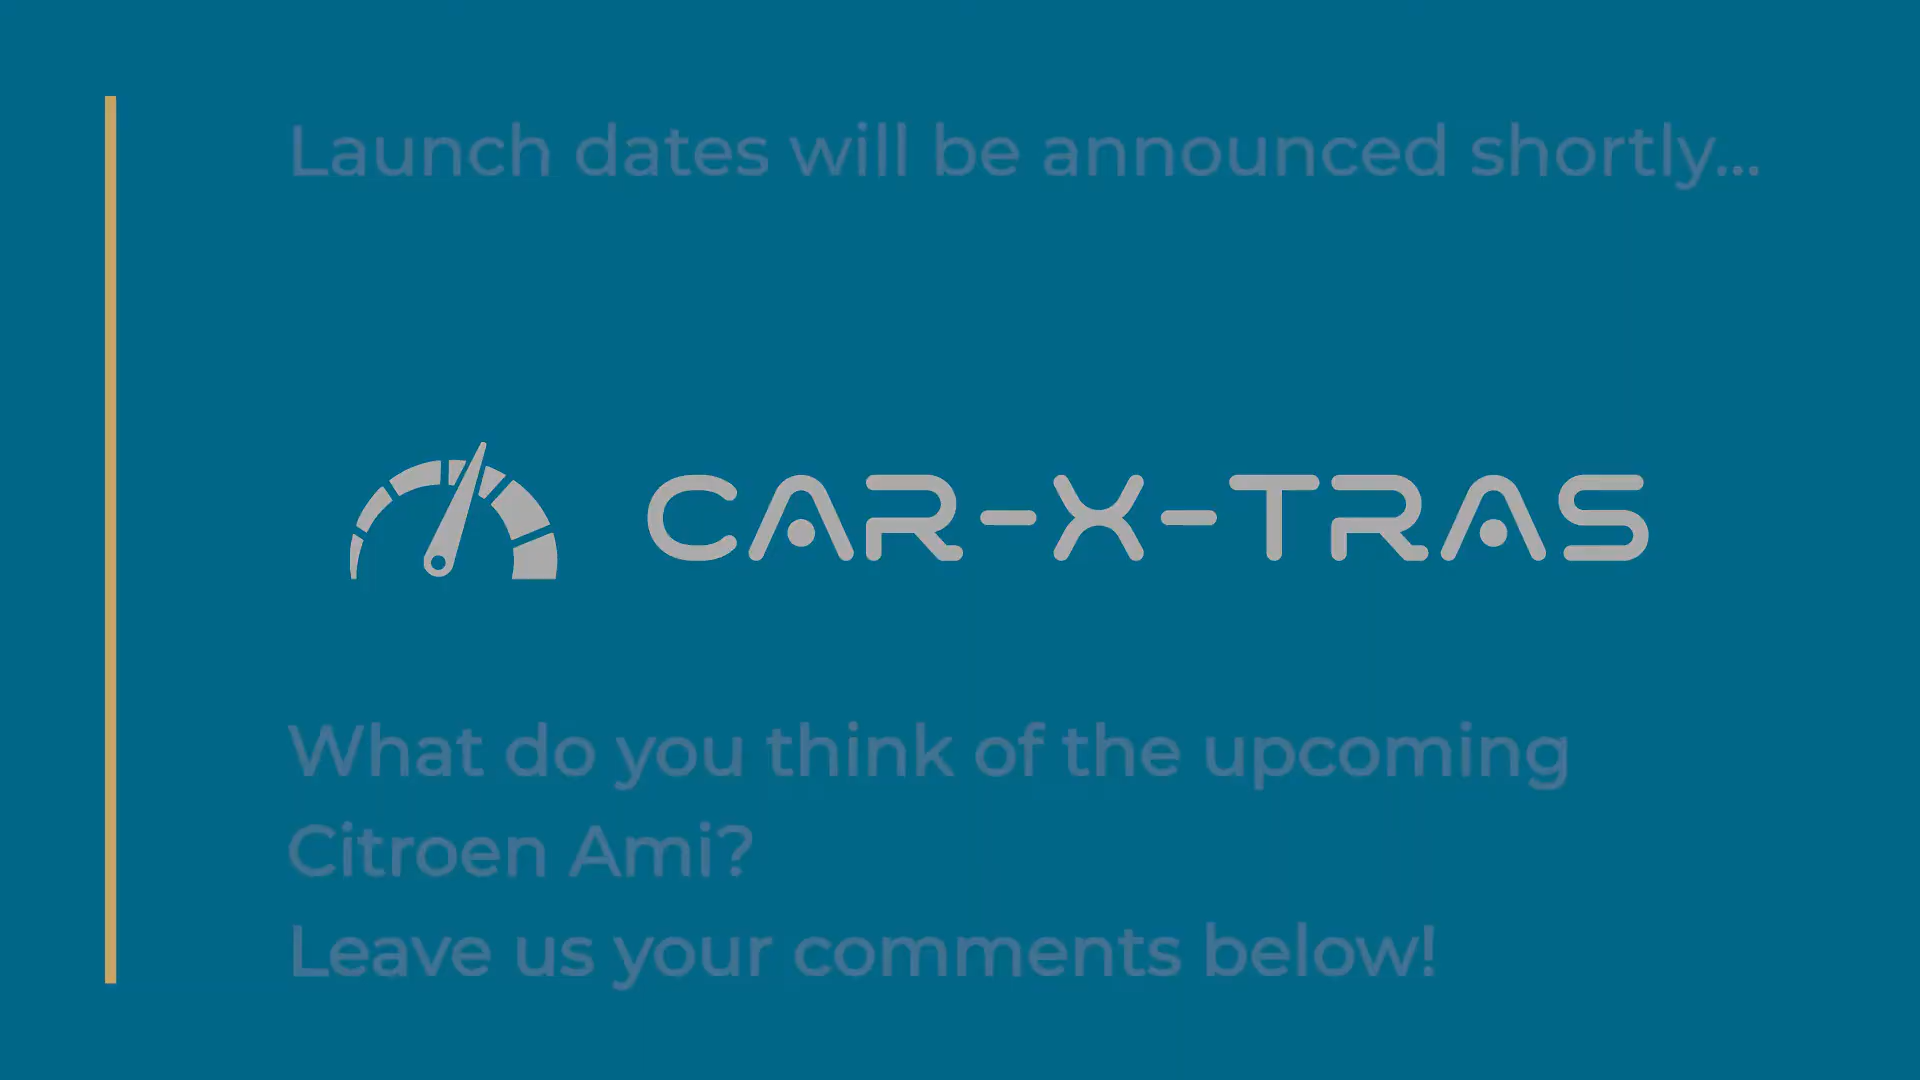 Launch dates will be announced shortly...
CAR-X-TRAS
What do you think of the upcoming
Citroen Ami?
Leave us your comments below!